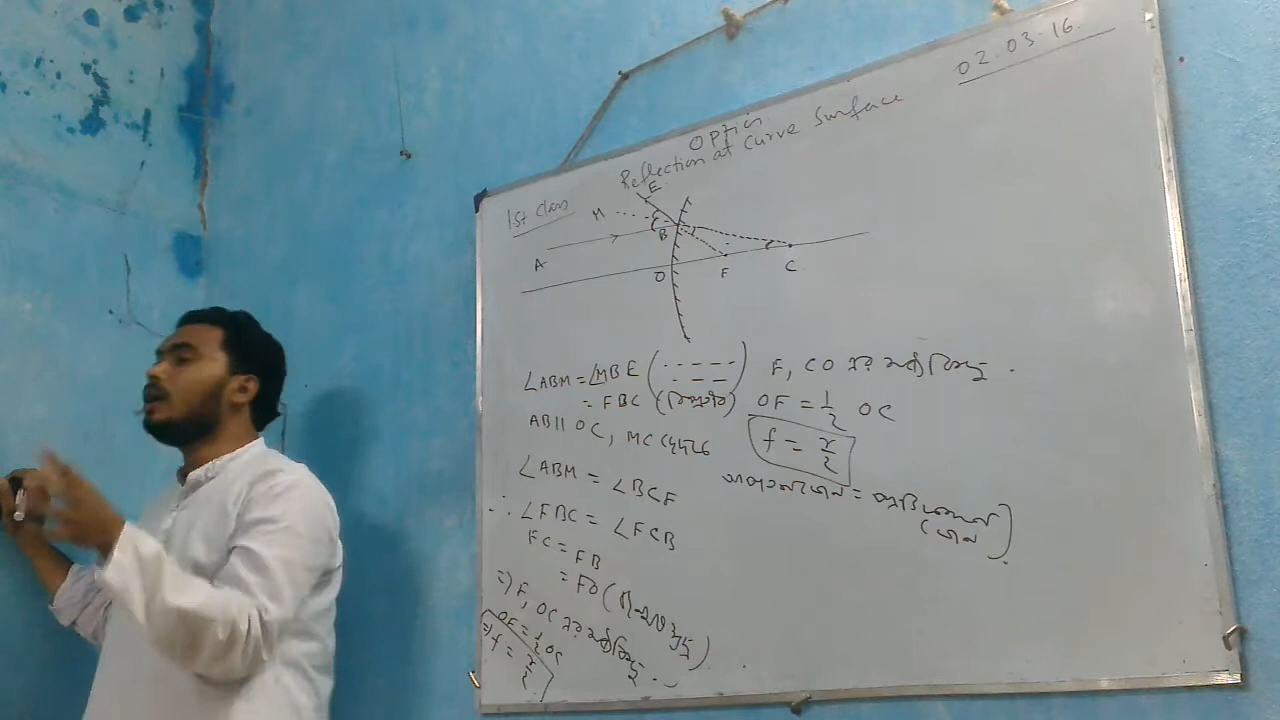 02.03.16.
Optics
Reflection at curve surface
1st class
E
M
B
A
O
F
C
∠ABM = ∠MBE
= FBC (বিপ্রতীপ)
AB || OC, MC
∠ABM = ∠BCF
∴ ∠FBC = ∠FCB
FC = FB
= FO
=> F, OC এর মধ্যবিন্দু
OF = 1/2 OC
=> f = r/2
F, CO এর মধ্যবিন্দু.
OF = 1/2 OC
f = r/2
আপতন কোণ = প্রতিফলন
কোণ